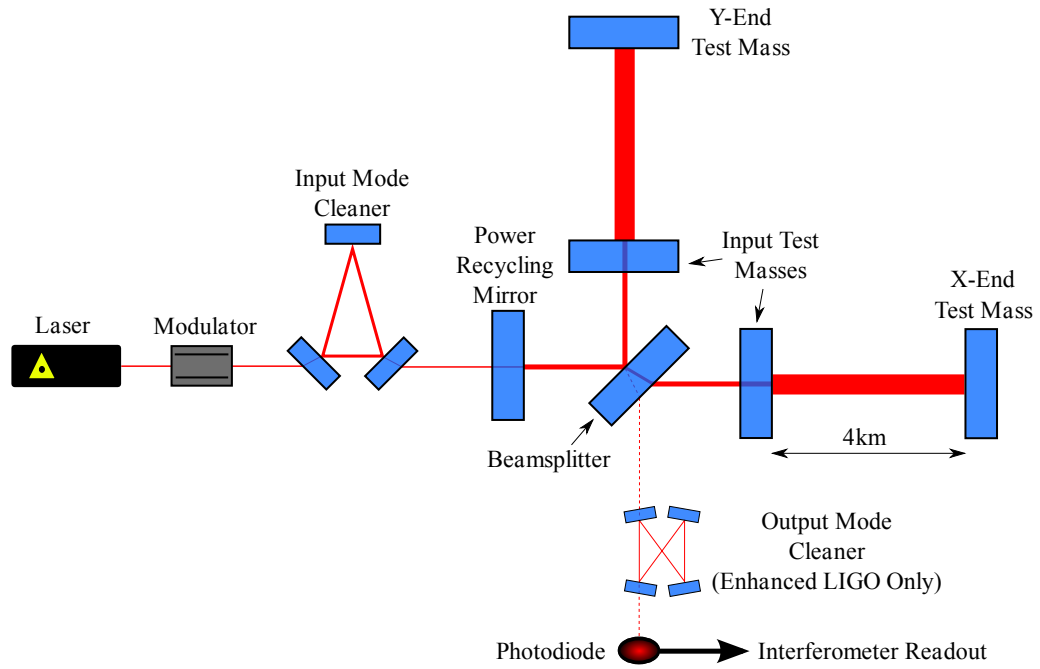 Y-End
Test Mass
Input Mode
Cleaner
Power
Recycling
Mirror
Input Test
Masses
X-End
Test Mass
Laser
Modulator
Beamsplitter
4km
Output Mode
Cleaner
(Enhanced LIGO Only)
Photodiode
Interferometer Readout